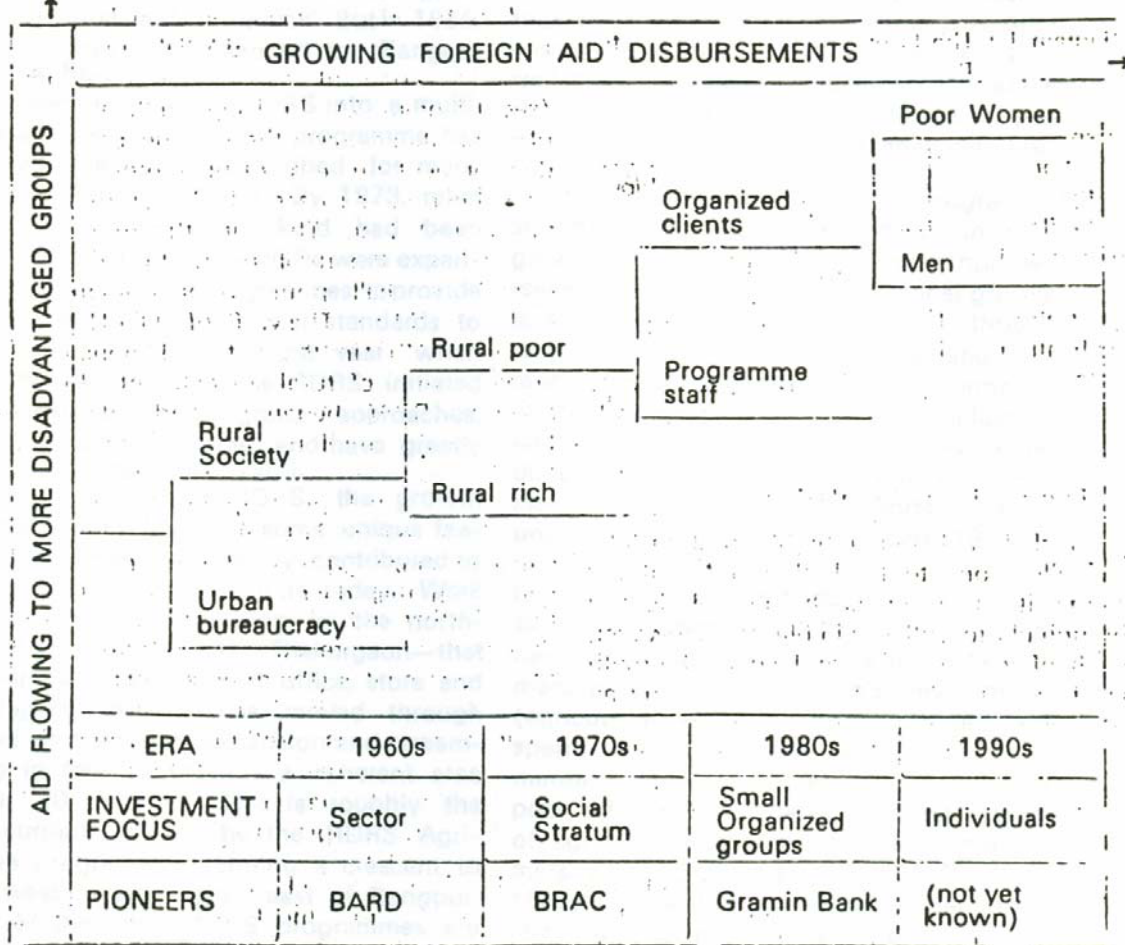 GROWING FOREIGN AID DISBURSEMENTS
AID FLOWING TO MORE DISADVANTAGED GROUPS
Poor Women
Organized
clients
Men
Rural poor
Programme
staff
Rural
Society
Rural rich
Urban
bureaucracy
ERA 1960s 1970s 1980s 1990s
INVESTMENT
FOCUS
Sector
Social
Stratum
Small
Organized
groups
Individuals
PIONEERS BARD BRAC Gramin Bank (not yet
known)